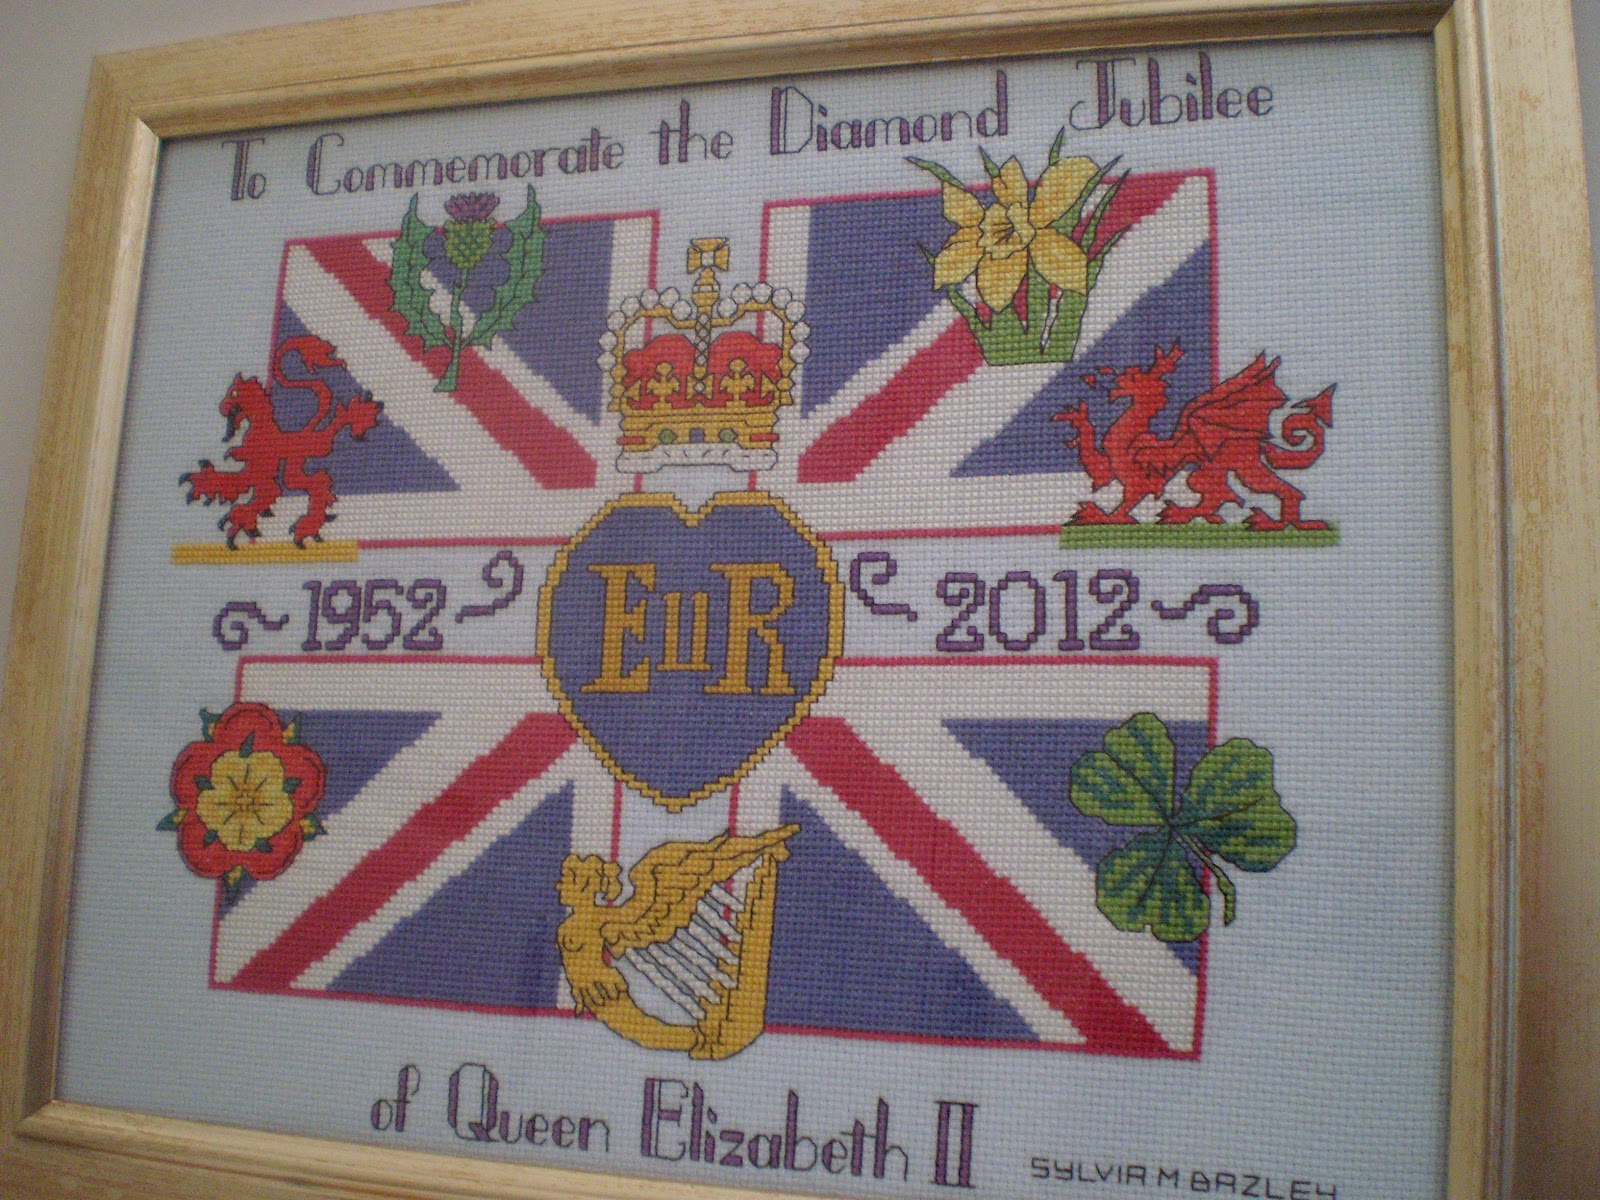 To Commemorate the Diamond Jubilee
1952 EIIR 2012
of Queen Elizabeth II
SYLVIA M BAZLEY